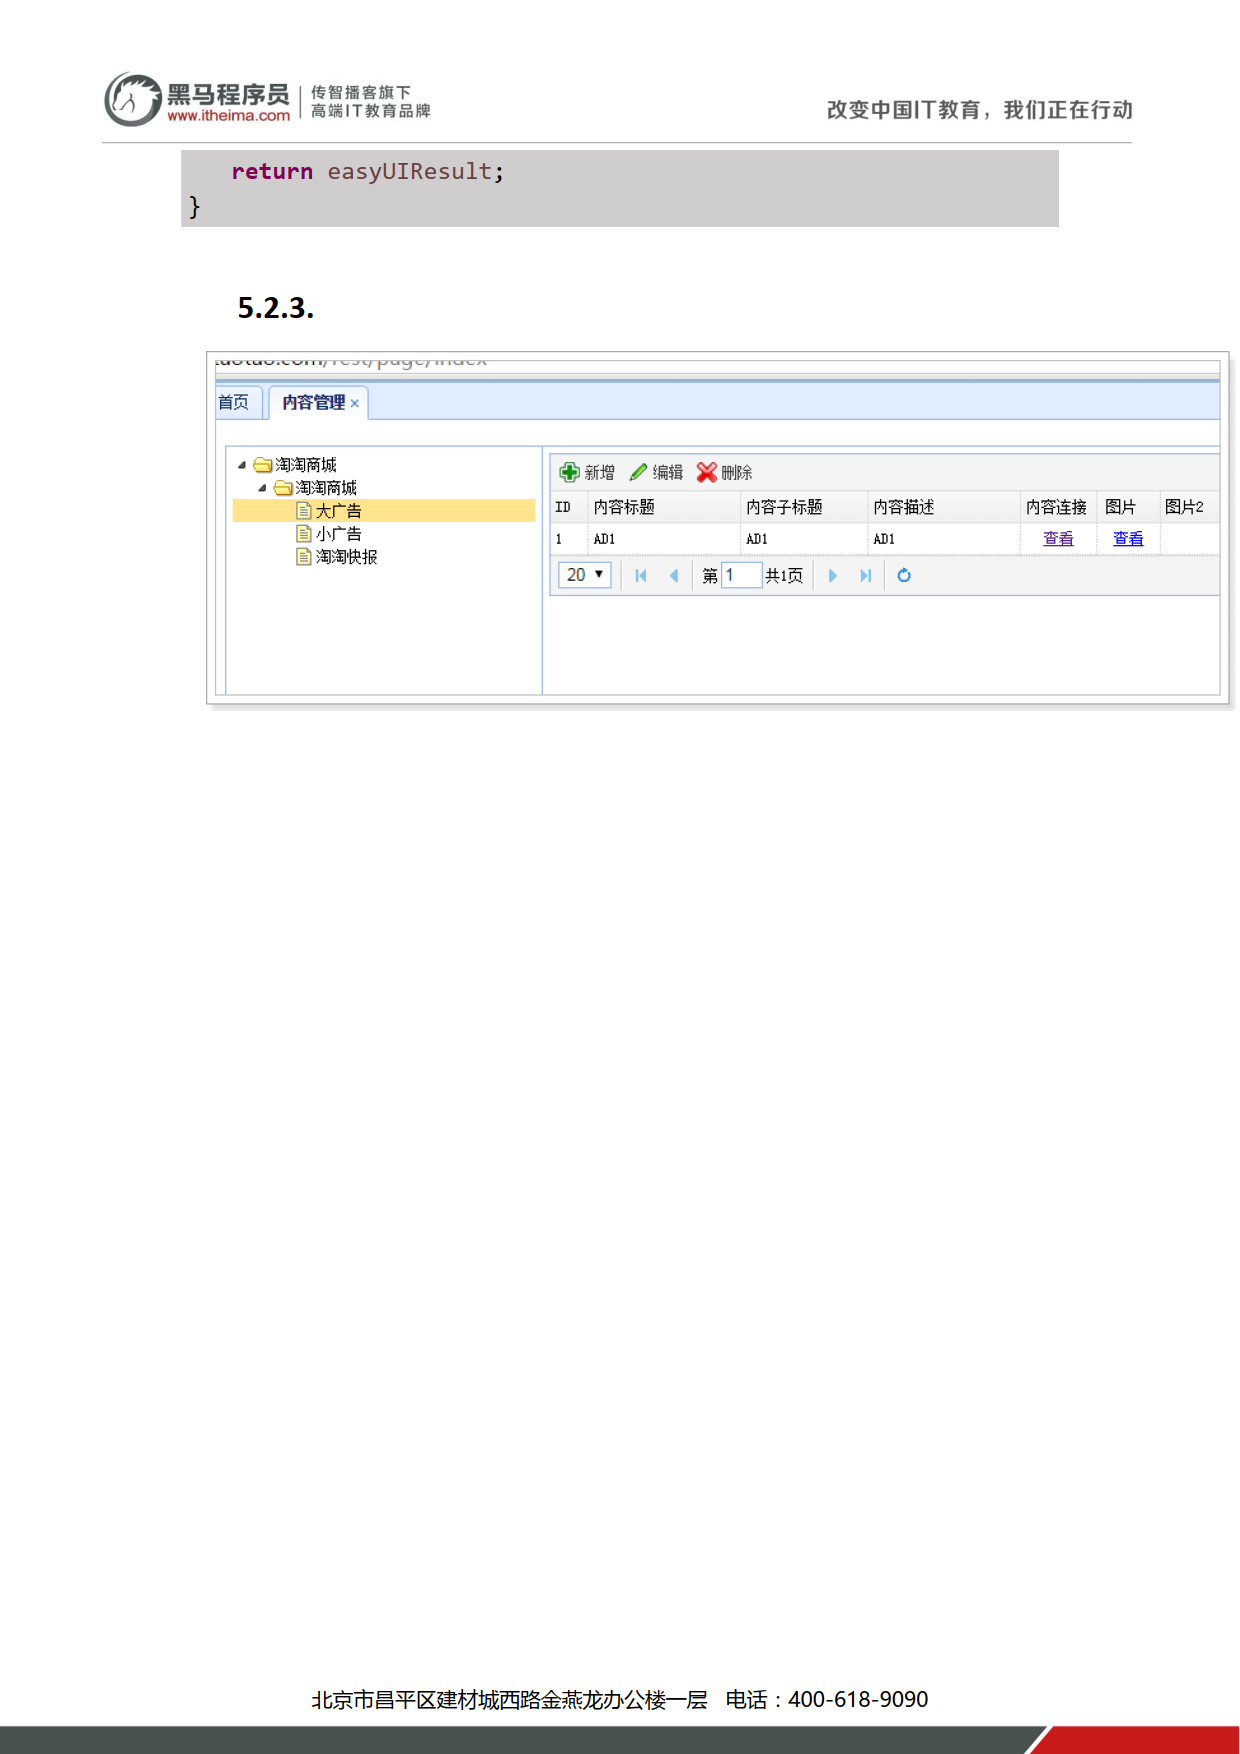 黑马程序员
www.itheima.com
传智播客旗下
高端IT教育品牌
改变中国IT教育，我们正在行动
return easyUIResult;
}
5.2.3.
taotao.com/rest/page/index
首页 内容管理 ×
淘淘商城
淘淘商城
大广告
小广告
淘淘快报
新增 编辑 删除
ID 内容标题 内容子标题 内容描述 内容连接 图片 图片2
1 AD1 AD1 AD1 查看 查看
20 第 1 共1页
北京市昌平区建材城西路金燕龙办公楼一层 电话：400-618-9090